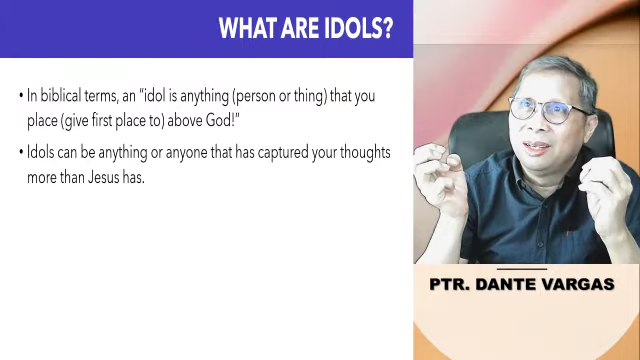 WHAT ARE IDOLS?
• In biblical terms, an “idol is anything (person or thing) that you
place (give first place to) above God!”
• Idols can be anything or anyone that has captured your thoughts
more than Jesus has.
PTR. DANTE VARGAS